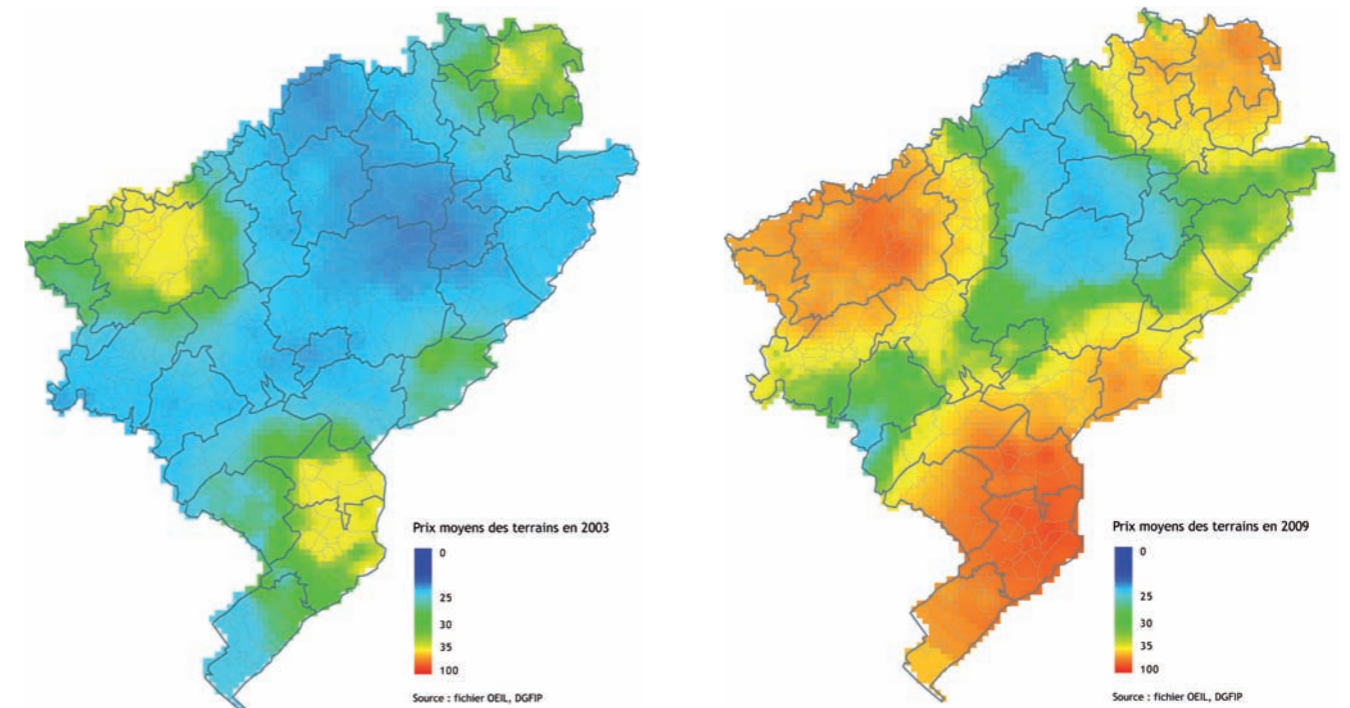 Prix moyens des terrains en 2003
0
25
30
35
100
Source : fichier OEIL, DGFIP
Prix moyens des terrains en 2009
0
25
30
35
100
Source : fichier OEIL, DGFIP